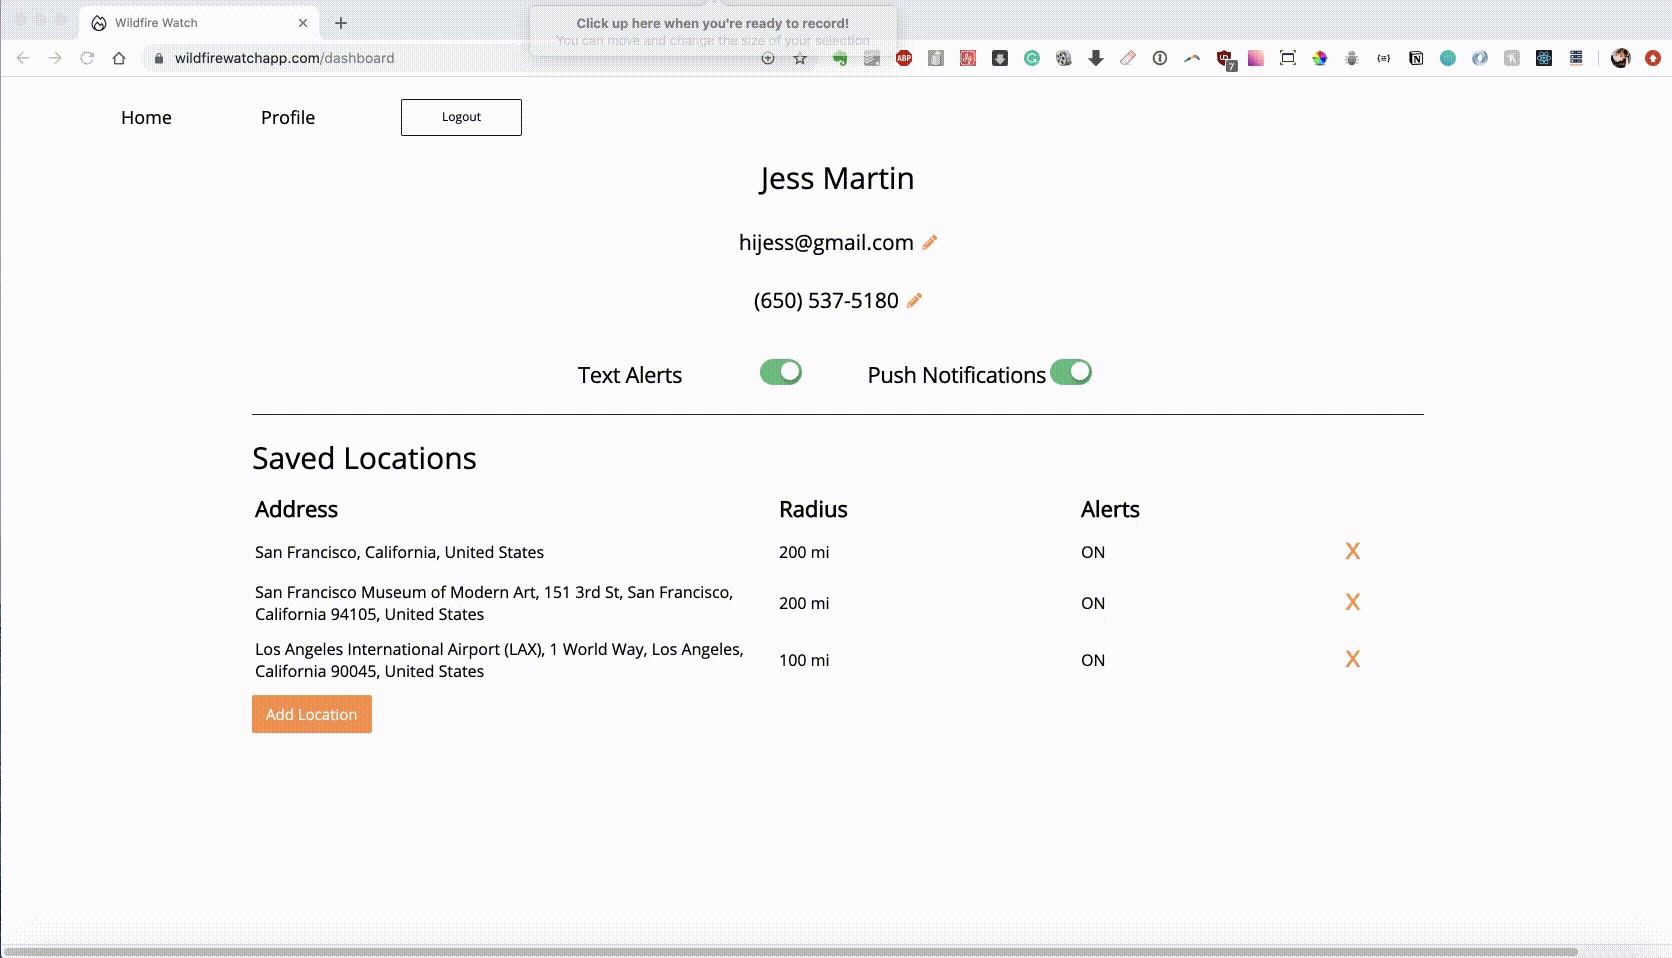 Wildfire Watch
Click up here when you're ready to record!
You can move and change the size of your selection
wildfirewatchapp.com/dashboard
ABP
7
Home Profile Logout
Jess Martin
hijess@gmail.com
(650) 537-5180
Text Alerts Push Notifications
Saved Locations
Address Radius Alerts
San Francisco, California, United States 200 mi ON X
San Francisco Museum of Modern Art, 151 3rd St, San Francisco,
California 94105, United States 200 mi ON X
Los Angeles International Airport (LAX), 1 World Way, Los Angeles,
California 90045, United States 100 mi ON X
Add Location